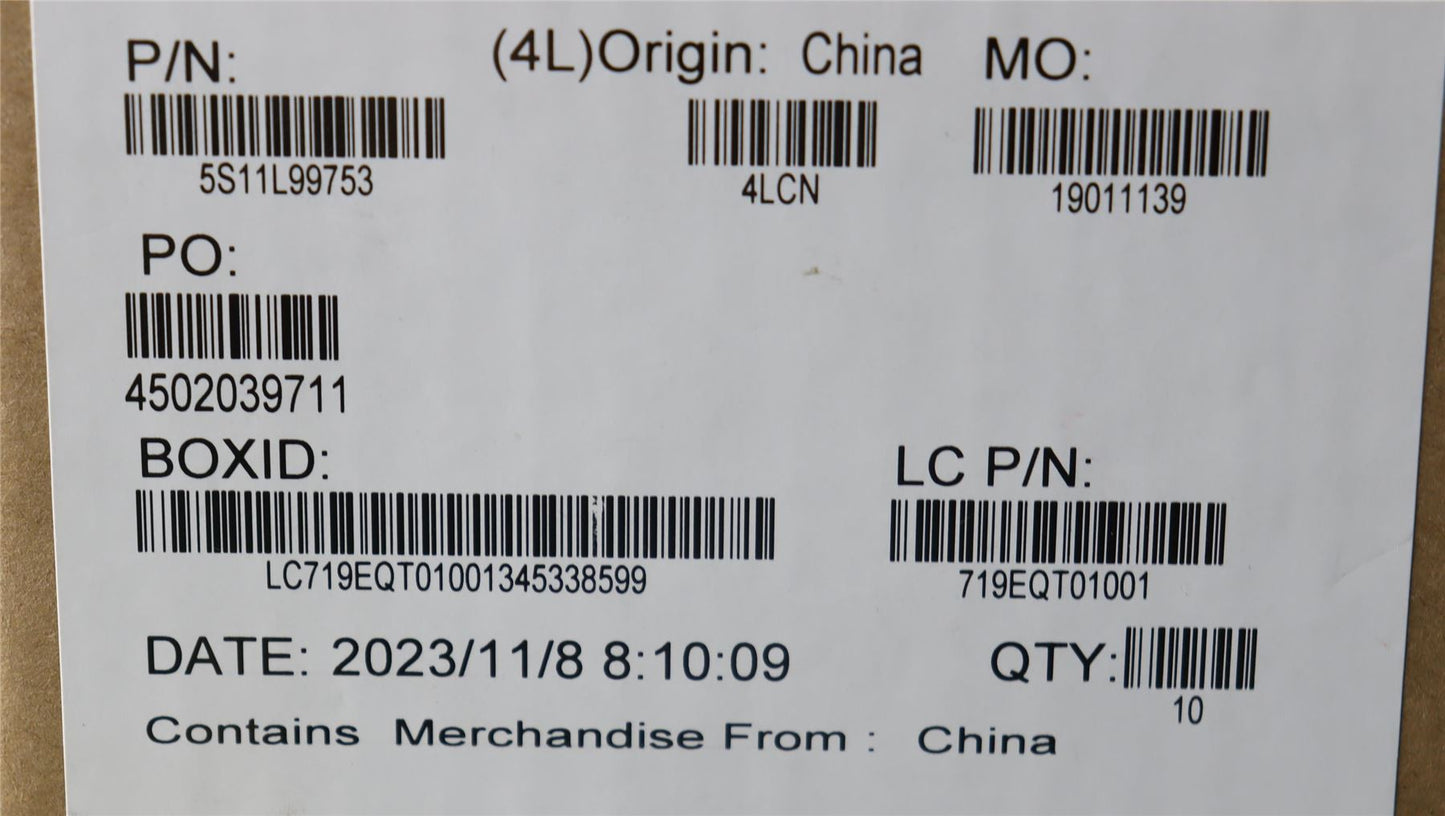 P/N: (4L)Origin: China MO:
5S11L99753 4LCN 19011139
PO:
4502039711
BOXID: LC P/N:
LC719EQT01001345338599 719EQT01001
DATE: 2023/11/8 8:10:09 QTY:
10
Contains Merchandise From : China